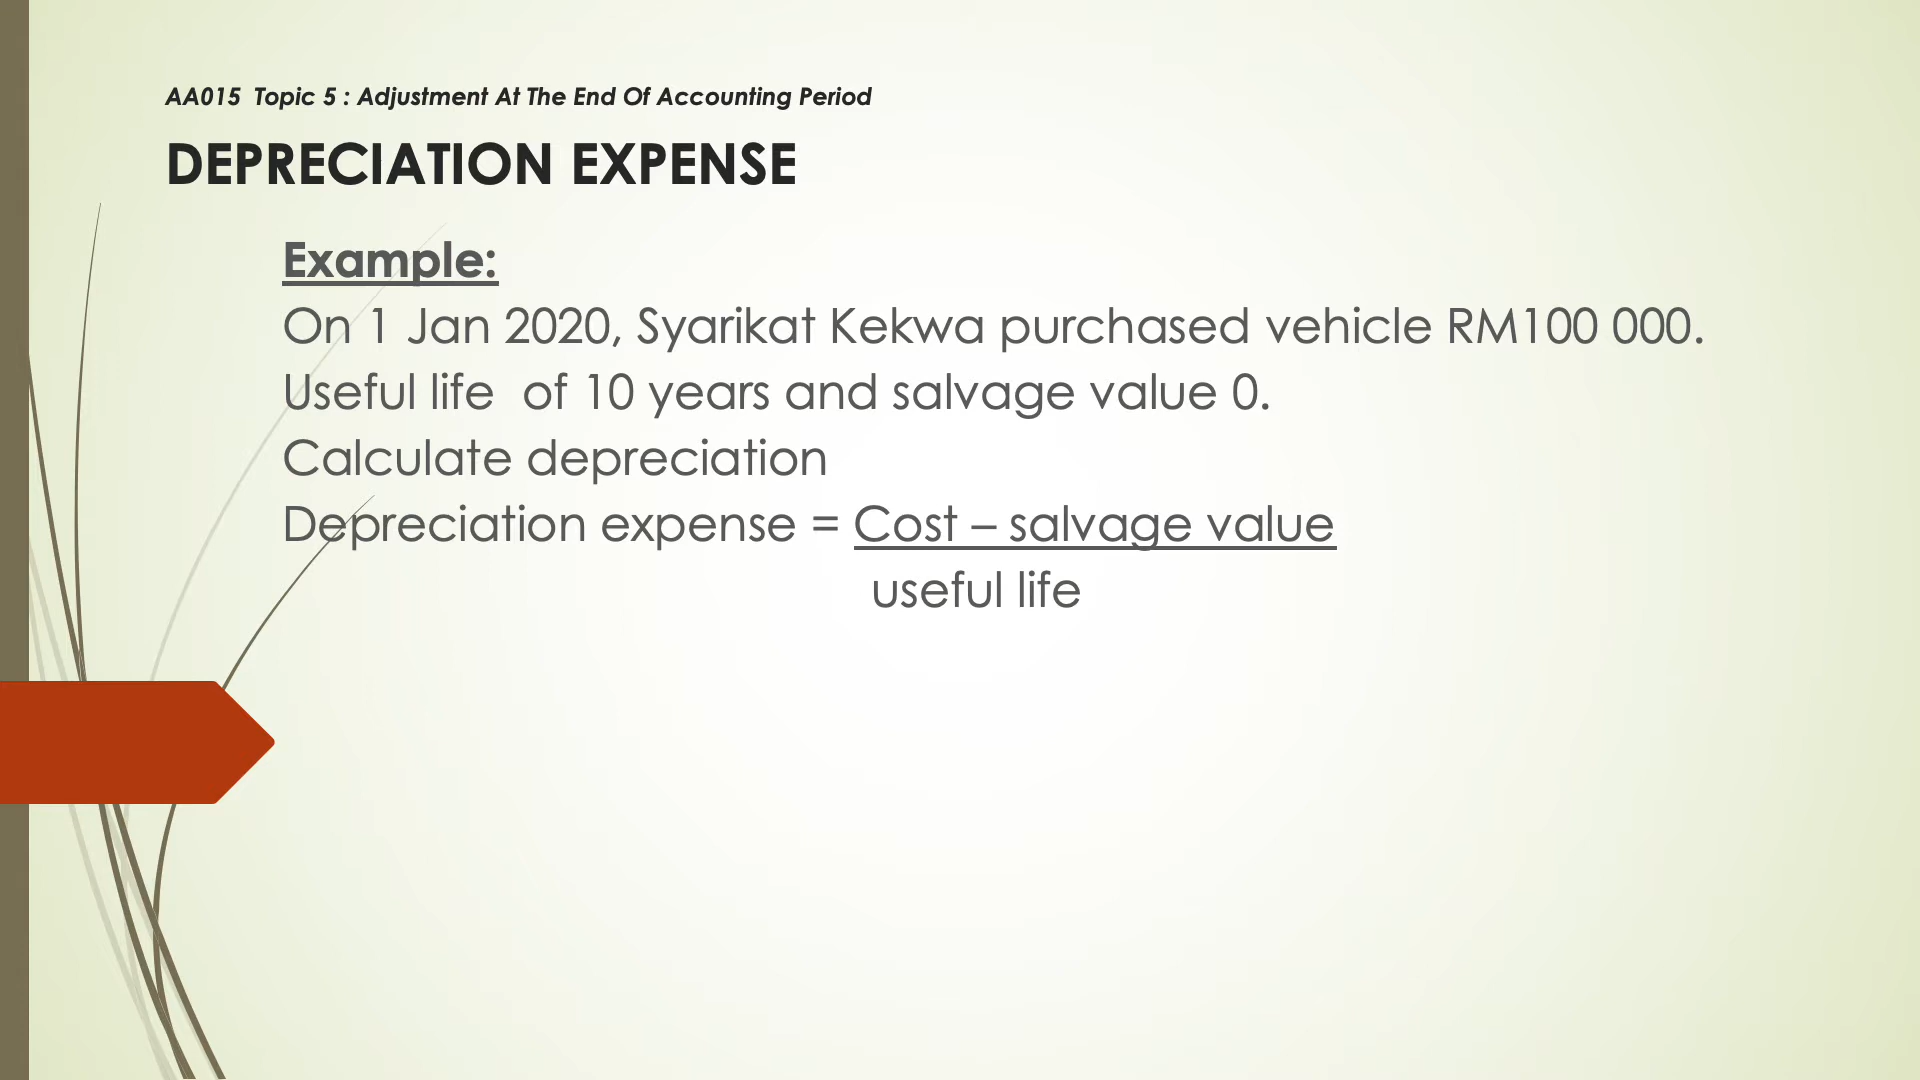 AA015 Topic 5 : Adjustment At The End Of Accounting Period
DEPRECIATION EXPENSE
Example:
On 1 Jan 2020, Syarikat Kekwa purchased vehicle RM100 000.
Useful life of 10 years and salvage value 0.
Calculate depreciation
Depreciation expense = Cost – salvage value
useful life